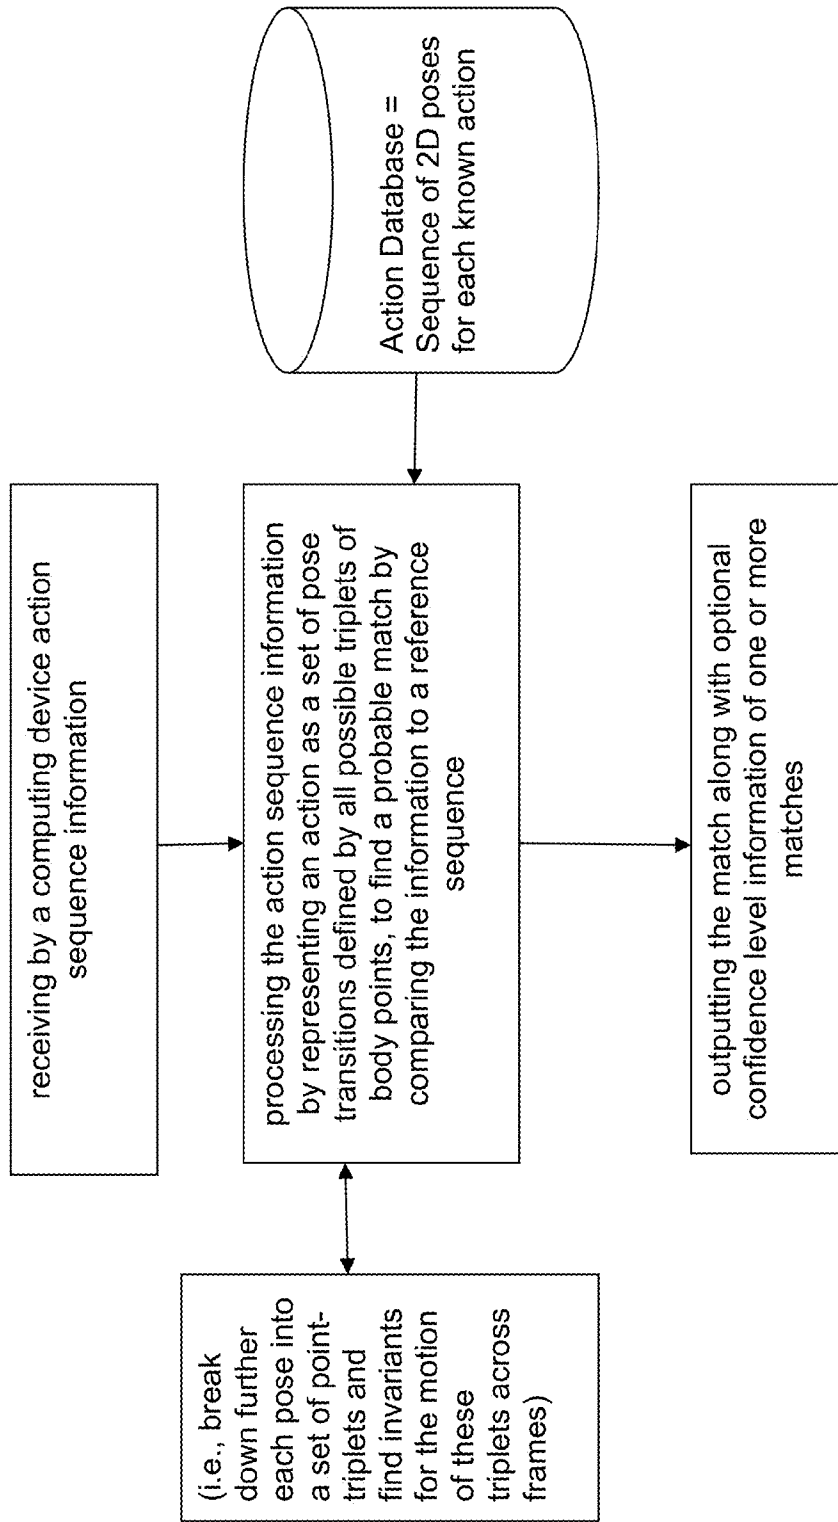 receiving by a computing device action
sequence information
(i.e., break
down further
each pose into
a set of point-
triplets and
find invariants
for the motion
of these
triplets across
frames)
processing the action sequence information
by representing an action as a set of pose
transitions defined by all possible triplets of
body points, to find a probable match by
comparing the information to a reference
sequence
Action Database =
Sequence of 2D poses
for each known action
outputting the match along with optional
confidence level information of one or more
matches